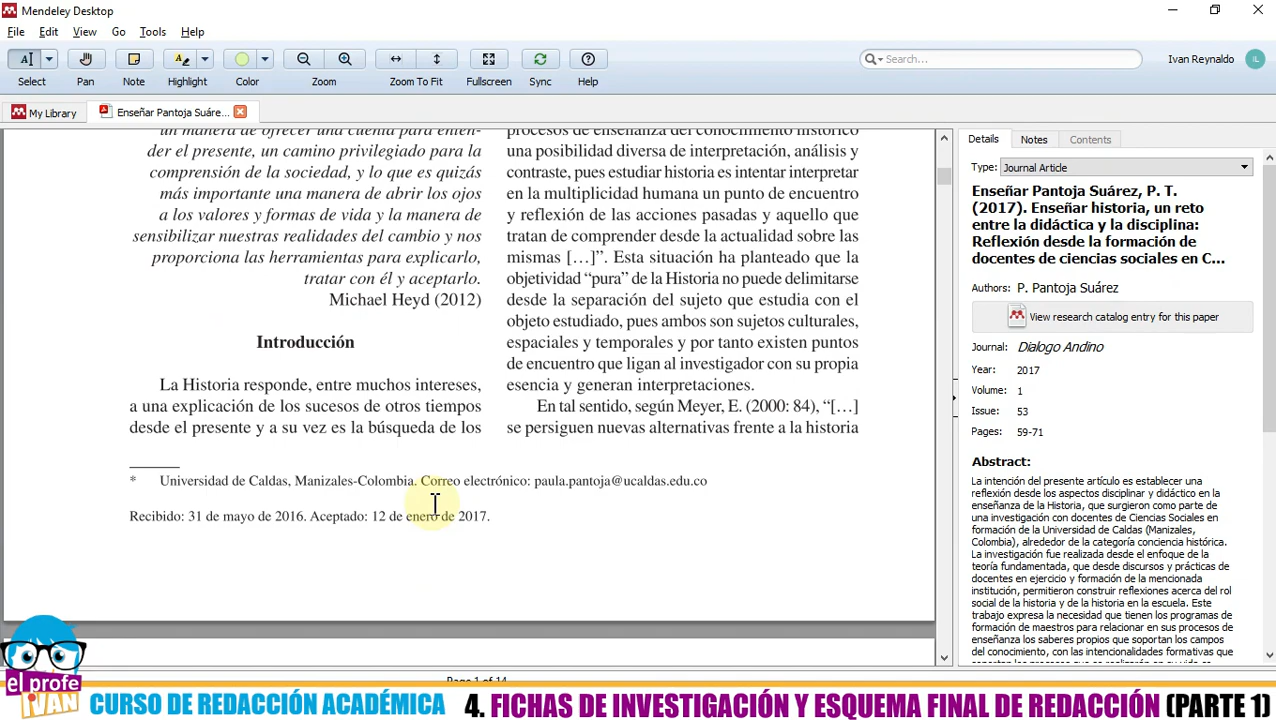 Mendeley Desktop
File Edit View Go Tools Help
Select Pan Note Highlight Color Zoom Zoom To Fit Fullscreen Sync Help
Search...
Ivan Reynaldo IL
My Library
Enseñar Pantoja Suáre...
un manera de ofrecer una cuenta para enten-
der el presente, un camino privilegiado para la
comprensión de la sociedad, y lo que es quizás
más importante una manera de abrir los ojos
a los valores y formas de vida y la manera de
sensibilizar nuestras realidades del cambio y nos
proporciona las herramientas para explicarlo,
tratar con él y aceptarlo.
Michael Heyd (2012)
Introducción
La Historia responde, entre muchos intereses,
a una explicación de los sucesos de otros tiempos
desde el presente y a su vez es la búsqueda de los
procesos de enseñanza del conocimiento histórico
una posibilidad diversa de interpretación, análisis y
contraste, pues estudiar historia es intentar interpretar
en la multiplicidad humana un punto de encuentro
y reflexión de las acciones pasadas y aquello que
tratan de comprender desde la actualidad sobre las
mismas […]”. Esta situación ha planteado que la
objetividad “pura” de la Historia no puede delimitarse
desde la separación del sujeto que estudia con el
objeto estudiado, pues ambos son sujetos culturales,
espaciales y temporales y por tanto existen puntos
de encuentro que ligan al investigador con su propia
esencia y generan interpretaciones.
En tal sentido, según Meyer, E. (2000: 84), “[…]
se persiguen nuevas alternativas frente a la historia
* Universidad de Caldas, Manizales-Colombia. Correo electrónico: paula.pantoja@ucaldas.edu.co
Recibido: 31 de mayo de 2016. Aceptado: 12 de enero de 2017.
Page 1 of 14
Details Notes Contents
Type: Journal Article
Enseñar Pantoja Suárez, P. T.
(2017). Enseñar historia, un reto
entre la didáctica y la disciplina:
Reflexión desde la formación de
docentes de ciencias sociales en C...
Authors: P. Pantoja Suárez
View research catalog entry for this paper
Journal: Dialogo Andino
Year: 2017
Volume: 1
Issue: 53
Pages: 59-71
Abstract:
La intención del presente artículo es establecer una
reflexión desde los aspectos disciplinar y didáctico en la
enseñanza de la Historia, que surgieron como parte de
una investigación con docentes de Ciencias Sociales en
formación de la Universidad de Caldas (Manizales,
Colombia), alrededor de la categoría conciencia histórica.
La investigación fue realizada desde el enfoque de la
teoría fundamentada, que desde discursos y prácticas de
docentes en ejercicio y formación de la mencionada
institución, permitieron construir reflexiones acerca del rol
social de la historia y de la historia en la escuela. Este
trabajo expresa la necesidad que tienen los programas de
formación de maestros para relacionar en sus procesos de
enseñanza los saberes propios que soportan los campos
del conocimiento, con las intencionalidades formativas que
el profe IVAN
CURSO DE REDACCIÓN ACADÉMICA 4. FICHAS DE INVESTIGACIÓN Y ESQUEMA FINAL DE REDACCIÓN (PARTE 1)